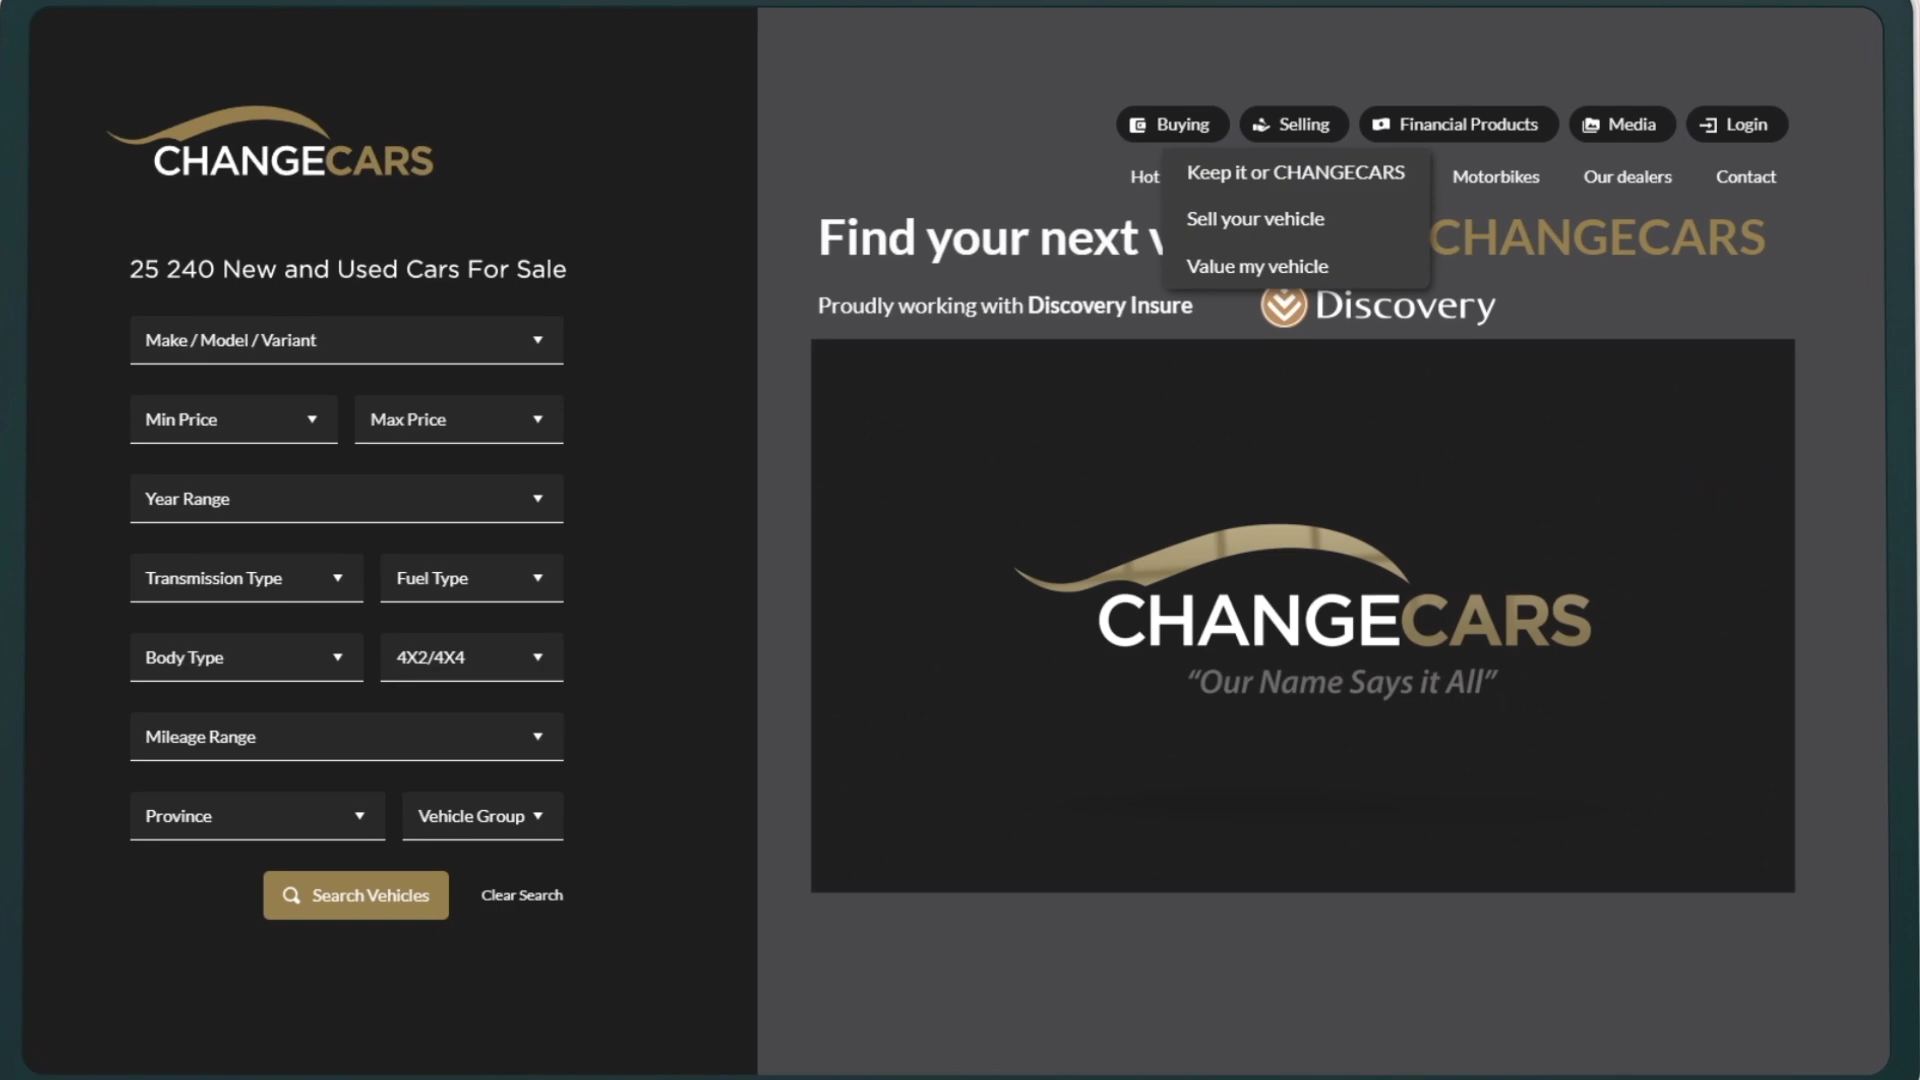 CHANGECARS
25 240 New and Used Cars For Sale
Make / Model / Variant
Min Price
Max Price
Year Range
Transmission Type
Fuel Type
Body Type
4X2/4X4
Mileage Range
Province
Vehicle Group
Search Vehicles
Clear Search
Buying
Selling
Financial Products
Media
Login
Hot
Motorbikes
Our dealers
Contact
Keep it or CHANGECARS
Sell your vehicle
Value my vehicle
Find your next
CHANGECARS
Proudly working with Discovery Insure
Discovery
CHANGECARS
“Our Name Says it All”